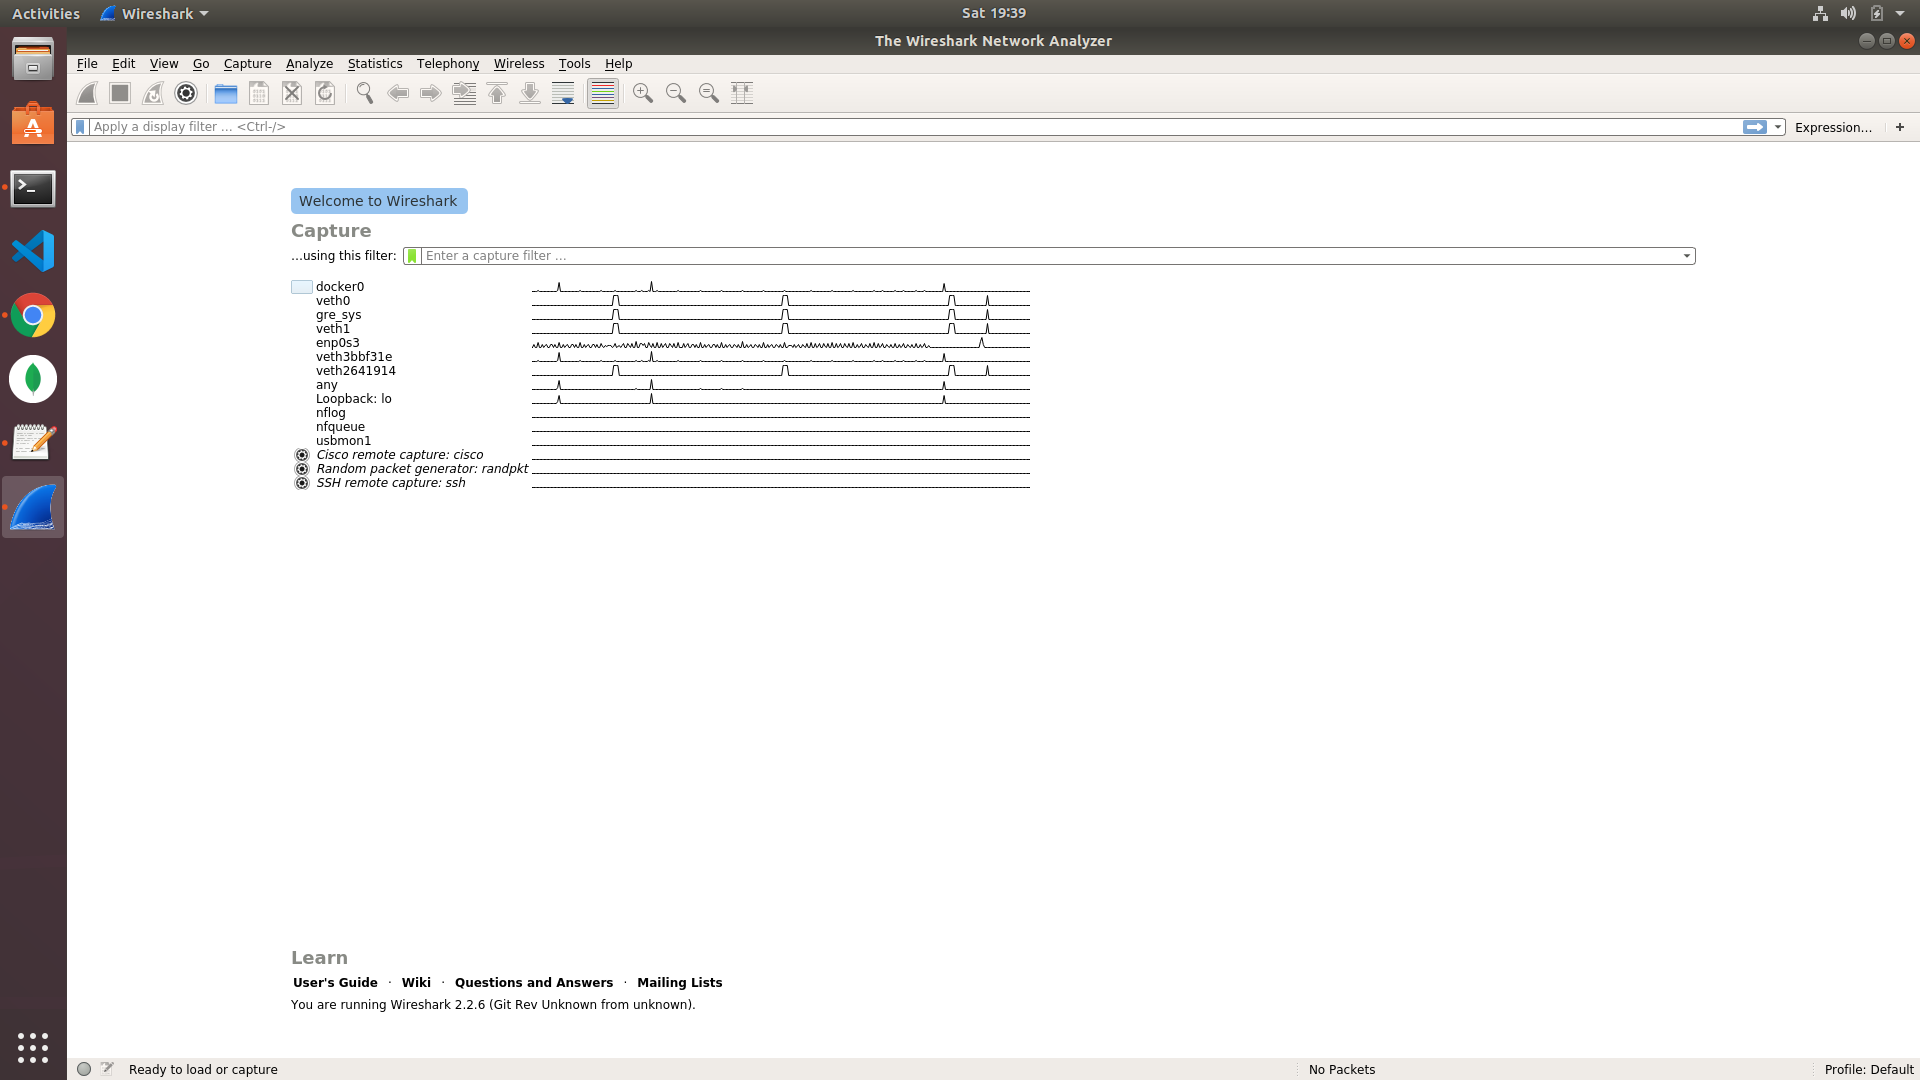 Activities Wireshark Sat 19:39
The Wireshark Network Analyzer
File Edit View Go Capture Analyze Statistics Telephony Wireless Tools Help
Apply a display filter ... <Ctrl-/> Expression... +
Welcome to Wireshark
Capture
...using this filter: Enter a capture filter ...
docker0
veth0
gre_sys
veth1
enp0s3
veth3bbf31e
veth2641914
any
Loopback: lo
nflog
nfqueue
usbmon1
Cisco remote capture: cisco
Random packet generator: randpkt
SSH remote capture: ssh
Learn
User's Guide · Wiki · Questions and Answers · Mailing Lists
You are running Wireshark 2.2.6 (Git Rev Unknown from unknown).
Ready to load or capture No Packets Profile: Default